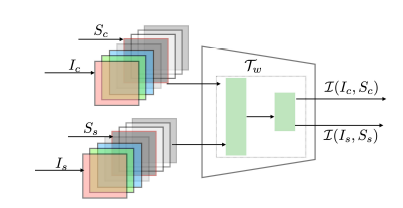 S_c
I_c
T_w
I(I_c, S_c)
S_s
I(I_s, S_s)
I_s